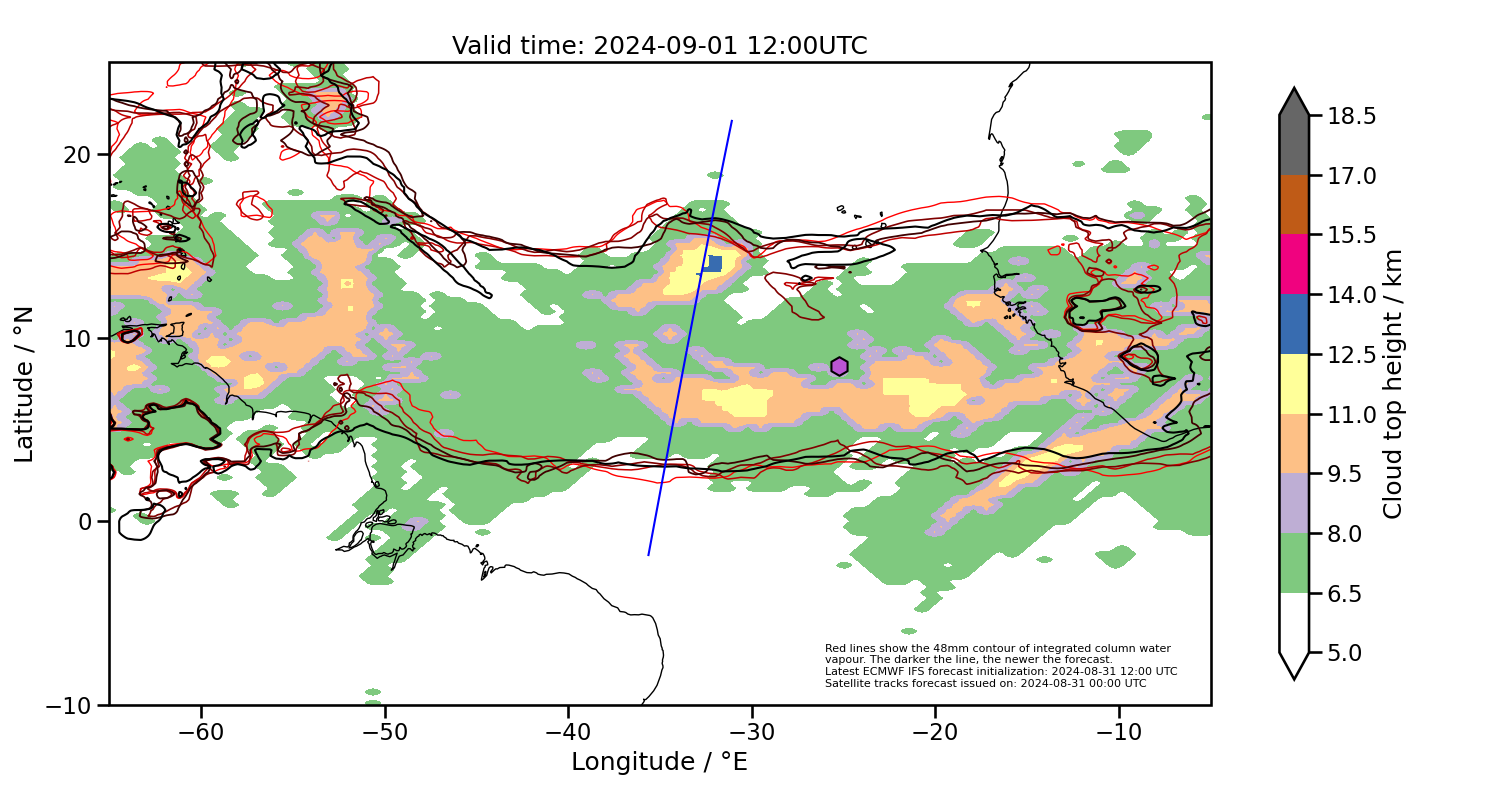 Valid time: 2024-09-01 12:00UTC
20
10
0
−10
Latitude / °N
−60
−50
−40
−30
−20
−10
Longitude / °E
Red lines show the 48mm contour of integrated column water
vapour. The darker the line, the newer the forecast.
Latest ECMWF IFS forecast initialization: 2024-08-31 12:00 UTC
Satellite tracks forecast issued on: 2024-08-31 00:00 UTC
18.5
17.0
15.5
14.0
12.5
11.0
9.5
8.0
6.5
5.0
Cloud top height / km